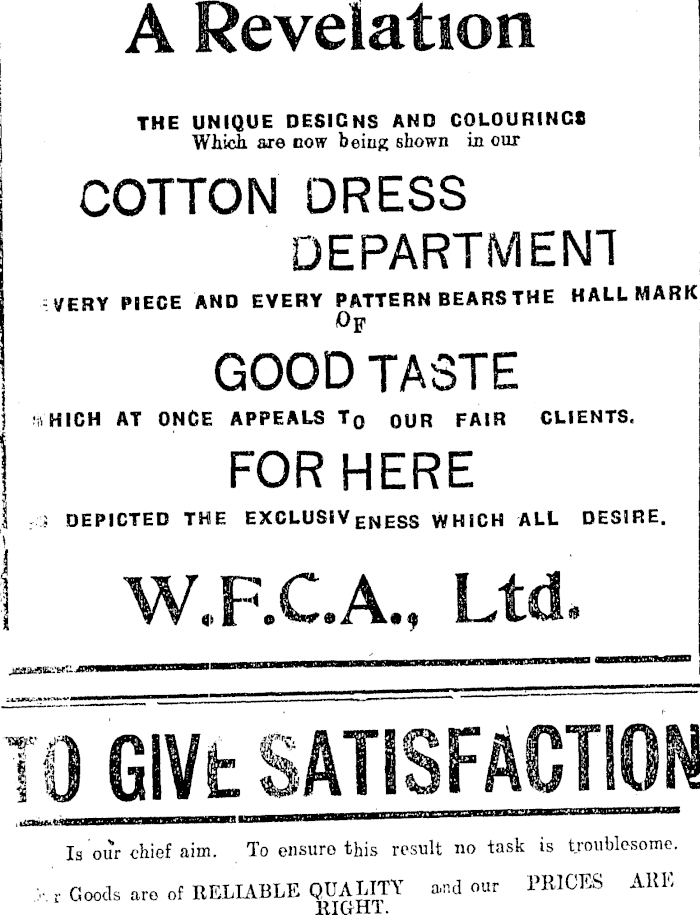 A Revelation
THE UNIQUE DESIGNS AND COLOURINGS
Which are now being shown in our
COTTON DRESS
DEPARTMENT
EVERY PIECE AND EVERY PATTERN BEARS THE HALL MARK
OF
GOOD TASTE
WHICH AT ONCE APPEALS TO OUR FAIR CLIENTS.
FOR HERE
DEPICTED THE EXCLUSIVENESS WHICH ALL DESIRE.
W.F.C.A., Ltd.
TO GIVE SATISFACTION
Is our chief aim. To ensure this result no task is troublesome.
Goods are of RELIABLE QUALITY and our PRICES ARE
RIGHT.